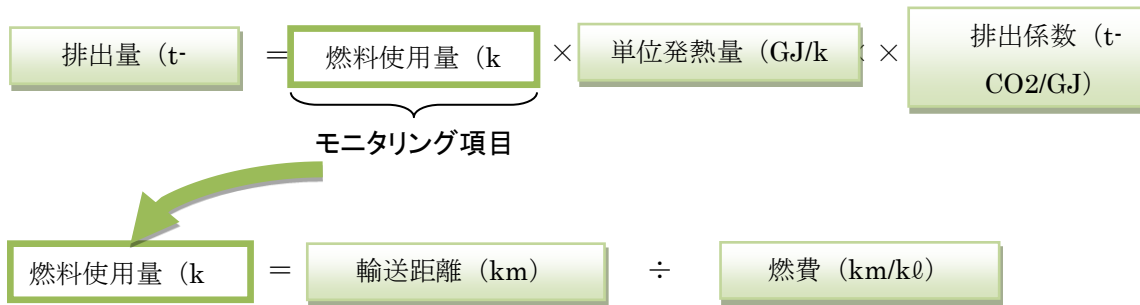 排出量（t- = 燃料使用量（k × 単位発熱量（GJ/k × 排出係数（t-
CO2/GJ）
モニタリング項目
燃料使用量（k = 輸送距離（km） ÷ 燃費（km/kℓ）